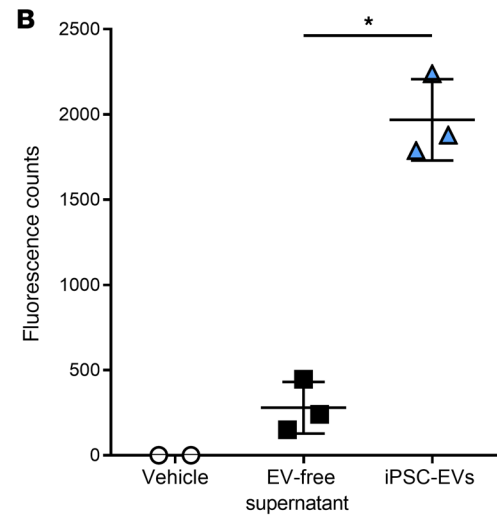 B
*
2500
2000
1500
1000
500
0
Fluorescence counts
Vehicle
EV-free
supernatant
iPSC-EVs